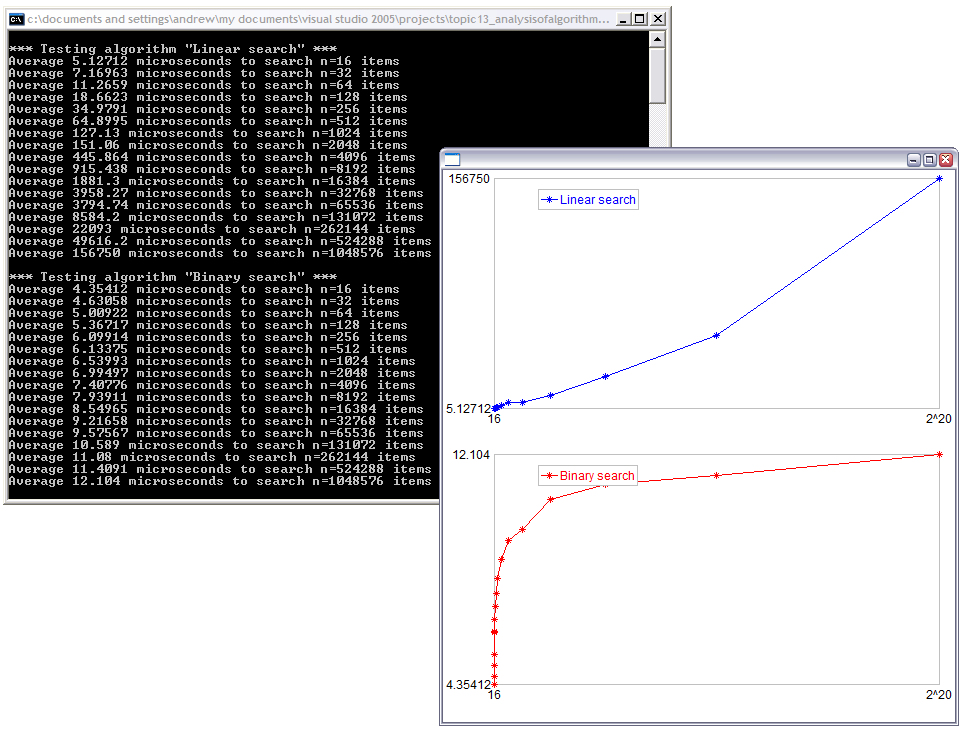 c:\documents and settings\andrew\my documents\visual studio 2005\projects\topic13_analysisofalgorithm...
*** Testing algorithm "Linear search" ***
Average 5.12712 microseconds to search n=16 items
Average 7.16963 microseconds to search n=32 items
Average 11.2659 microseconds to search n=64 items
Average 18.6623 microseconds to search n=128 items
Average 34.9791 microseconds to search n=256 items
Average 64.8995 microseconds to search n=512 items
Average 127.13 microseconds to search n=1024 items
Average 151.06 microseconds to search n=2048 items
Average 445.864 microseconds to search n=4096 items
Average 915.438 microseconds to search n=8192 items
Average 1881.3 microseconds to search n=16384 items
Average 3958.27 microseconds to search n=32768 items
Average 3794.74 microseconds to search n=65536 items
Average 8584.2 microseconds to search n=131072 items
Average 22093 microseconds to search n=262144 items
Average 49616.2 microseconds to search n=524288 items
Average 156750 microseconds to search n=1048576 items
*** Testing algorithm "Binary search" ***
Average 4.35412 microseconds to search n=16 items
Average 4.63058 microseconds to search n=32 items
Average 5.00922 microseconds to search n=64 items
Average 5.36717 microseconds to search n=128 items
Average 6.09914 microseconds to search n=256 items
Average 6.13375 microseconds to search n=512 items
Average 6.53993 microseconds to search n=1024 items
Average 6.99497 microseconds to search n=2048 items
Average 7.40776 microseconds to search n=4096 items
Average 7.93911 microseconds to search n=8192 items
Average 8.54965 microseconds to search n=16384 items
Average 9.21658 microseconds to search n=32768 items
Average 9.57567 microseconds to search n=65536 items
Average 10.589 microseconds to search n=131072 items
Average 11.08 microseconds to search n=262144 items
Average 11.4091 microseconds to search n=524288 items
Average 12.104 microseconds to search n=1048576 items
156750
Linear search
5.12712
16
2^20
12.104
Binary search
4.35412
16
2^20